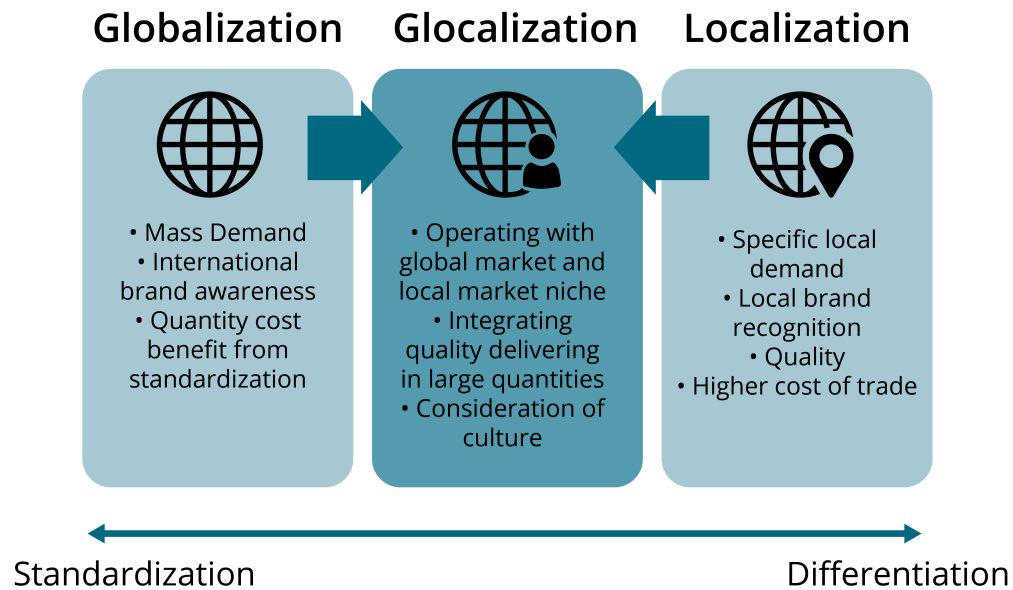 Globalization
Glocalization
Localization
• Mass Demand
• International
brand awareness
• Quantity cost
benefit from
standardization
• Operating with
global market and
local market niche
• Integrating
quality delivering
in large quantities
• Consideration of
culture
• Specific local
demand
• Local brand
recognition
• Quality
• Higher cost of trade
Standardization
Differentiation